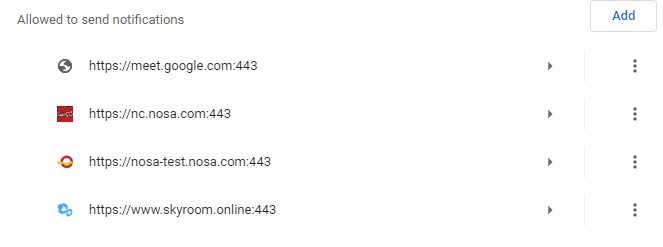 Allowed to send notifications
Add
https://meet.google.com:443
https://nc.nosa.com:443
https://nosa-test.nosa.com:443
https://www.skyroom.online:443